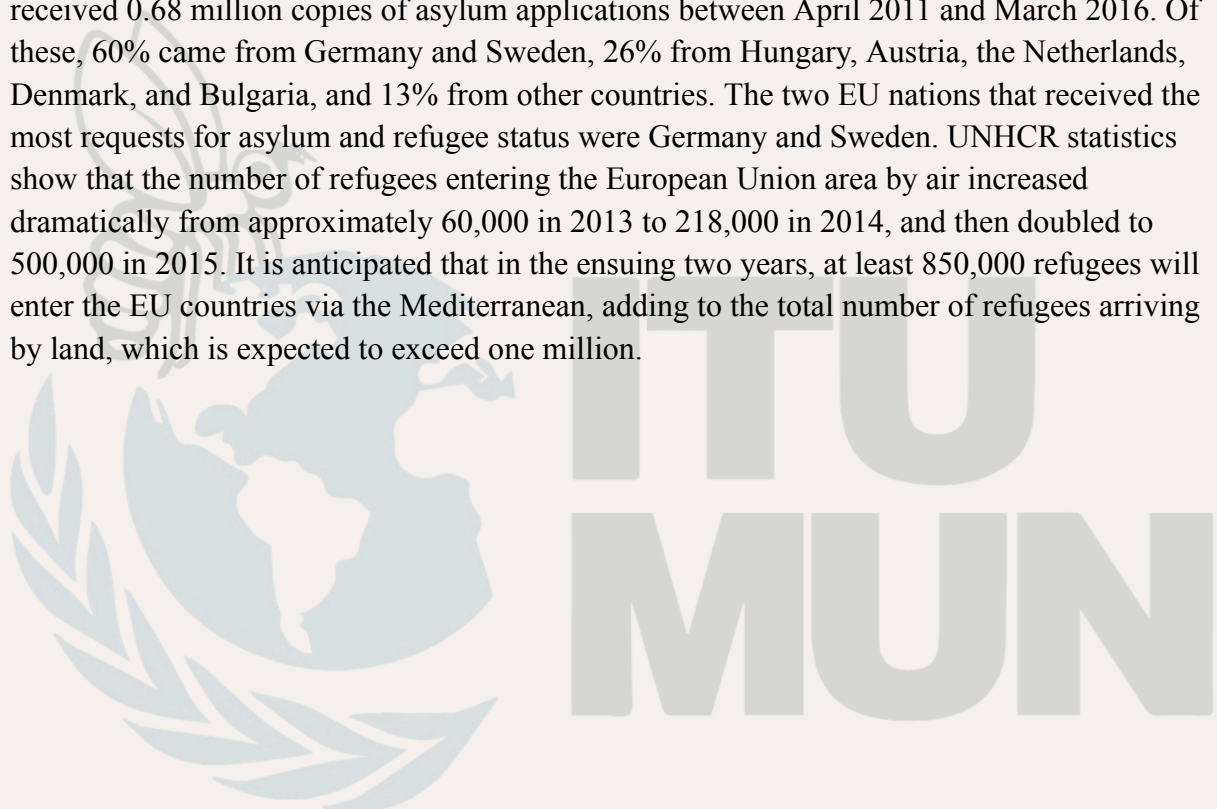 received 0.68 million copies of asylum applications between April 2011 and March 2016. Of
these, 60% came from Germany and Sweden, 26% from Hungary, Austria, the Netherlands,
Denmark, and Bulgaria, and 13% from other countries. The two EU nations that received the
most requests for asylum and refugee status were Germany and Sweden. UNHCR statistics
show that the number of refugees entering the European Union area by air increased
dramatically from approximately 60,000 in 2013 to 218,000 in 2014, and then doubled to
500,000 in 2015. It is anticipated that in the ensuing two years, at least 850,000 refugees will
enter the EU countries via the Mediterranean, adding to the total number of refugees arriving
by land, which is expected to exceed one million.
ITU
MUN